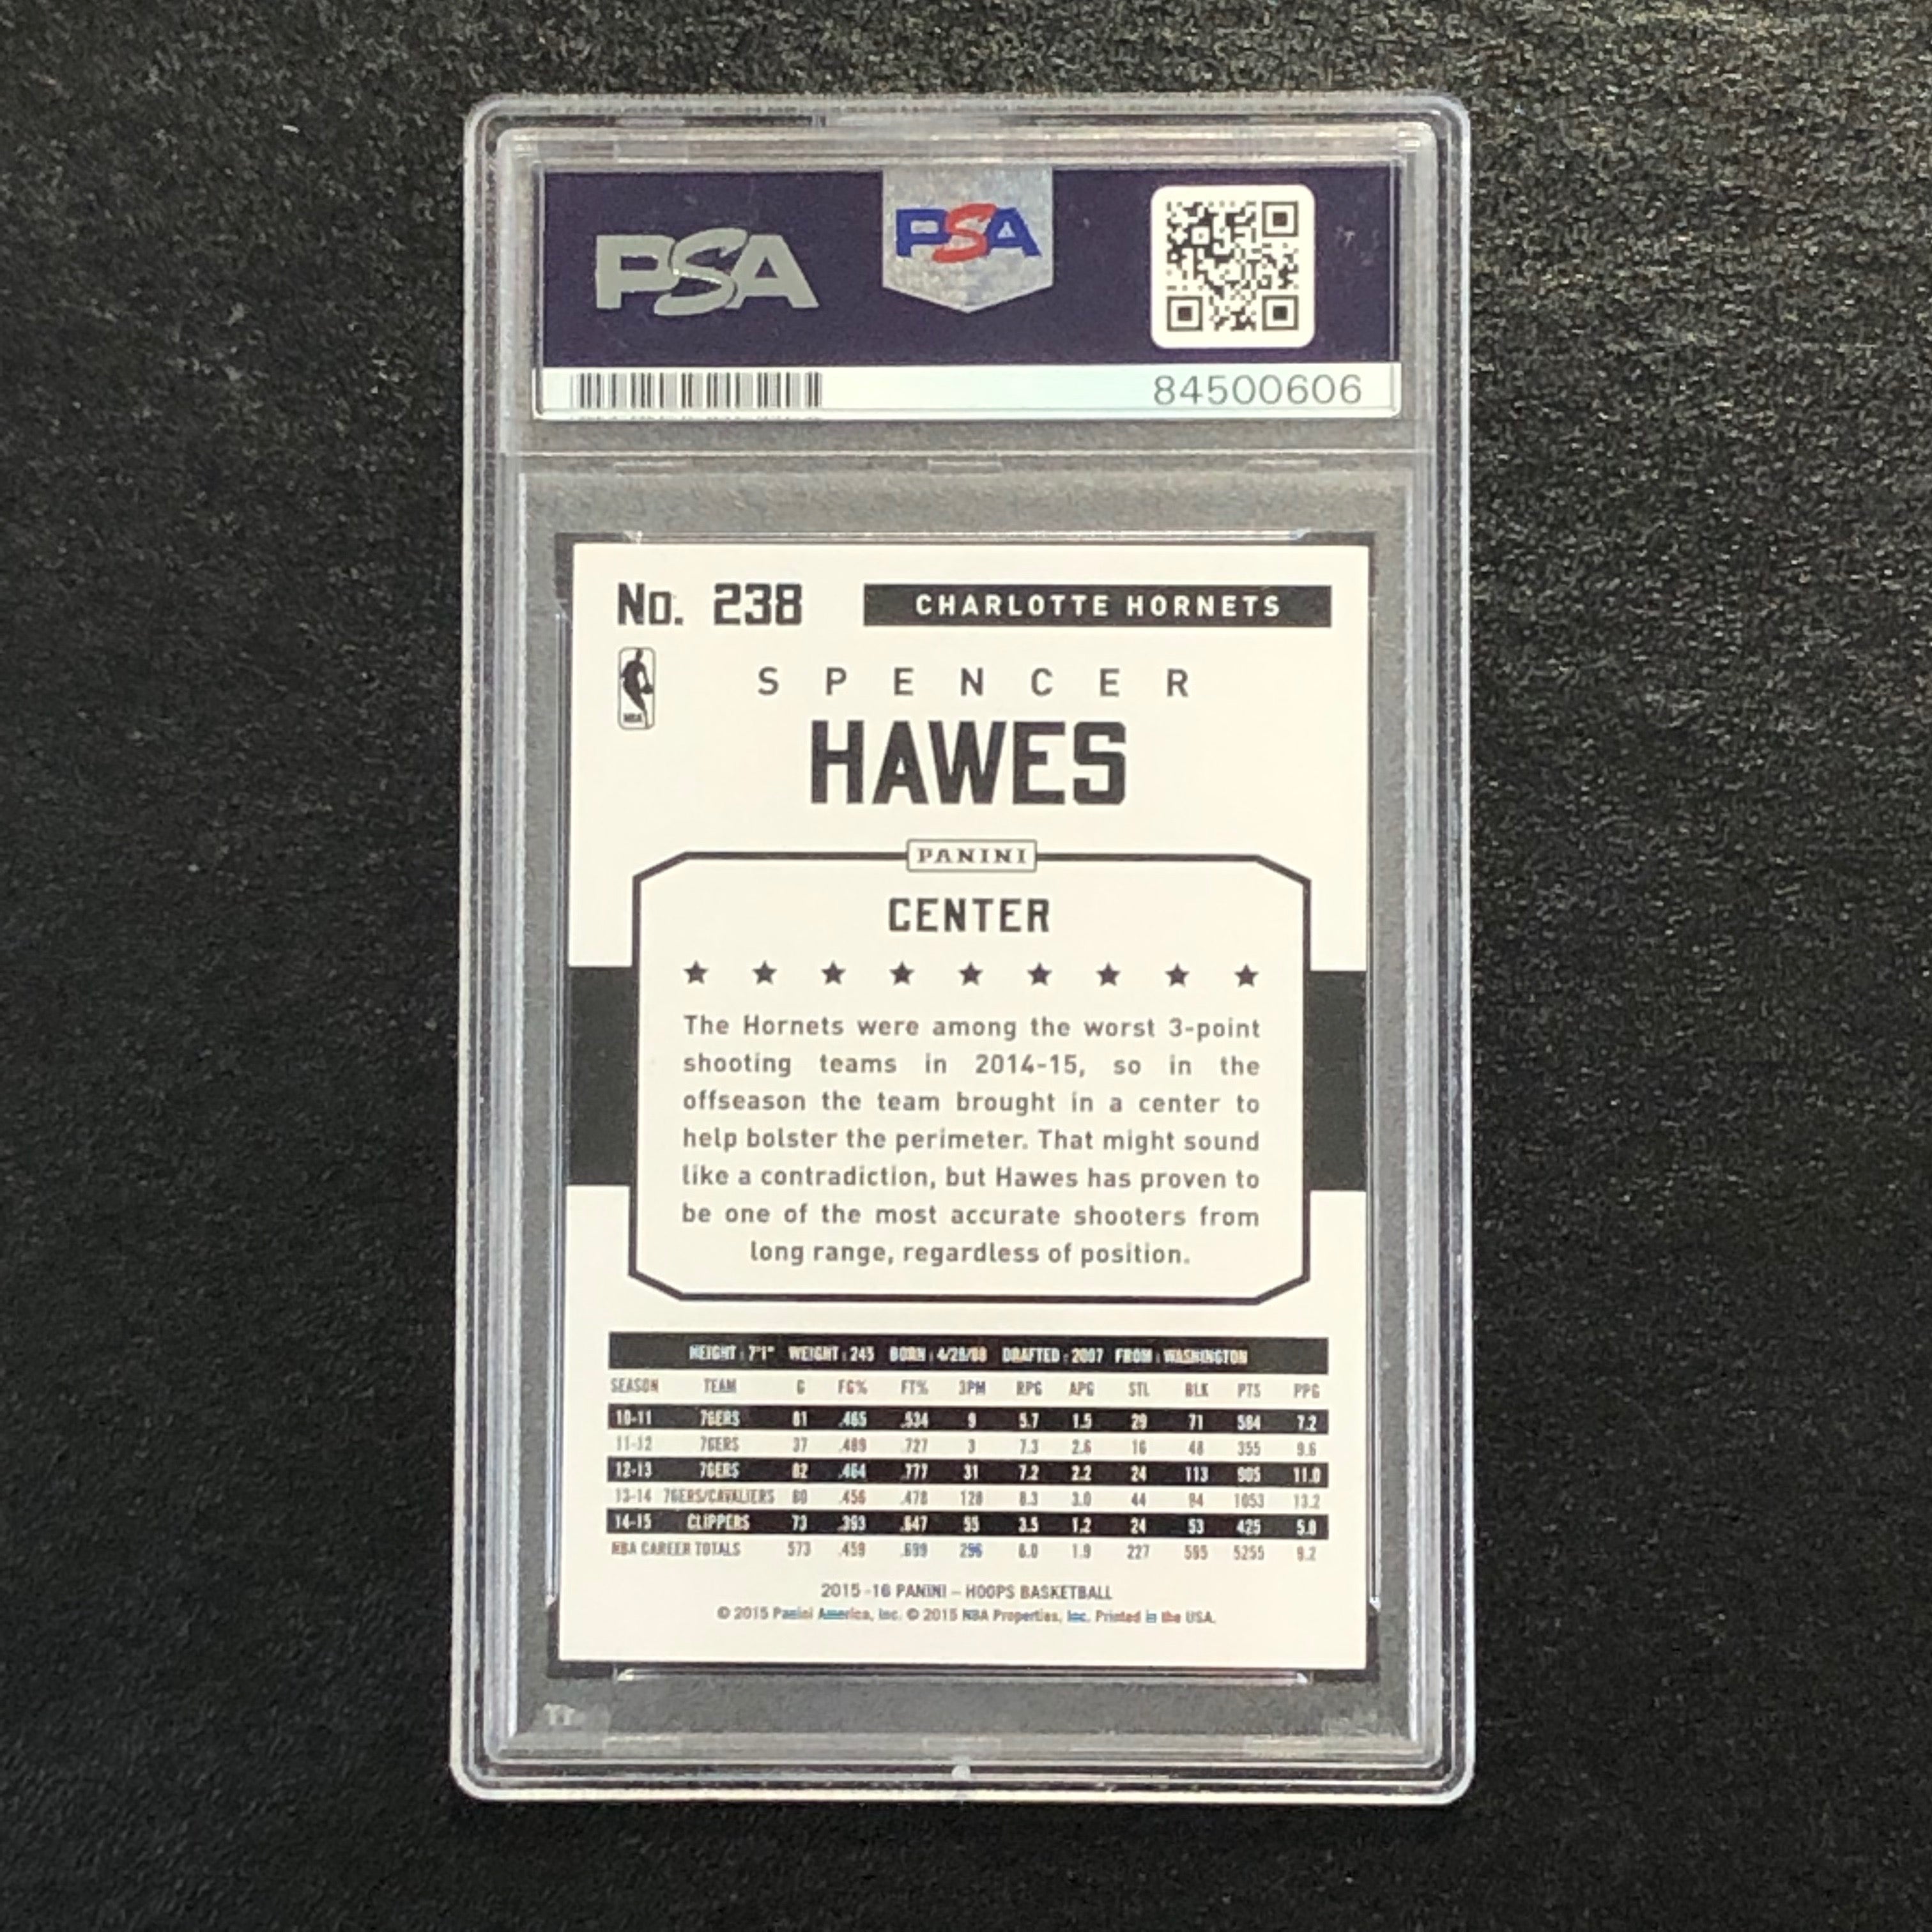 PSA
PSA
84500606
No. 238
CHARLOTTE HORNETS
NBA
SPENCER
HAWES
PANINI
CENTER
The Hornets were among the worst 3-point
shooting teams in 2014-15, so in the
offseason the team brought in a center to
help bolster the perimeter. That might sound
like a contradiction, but Hawes has proven to
be one of the most accurate shooters from
long range, regardless of position.
HEIGHT: 7'1" WEIGHT: 245 BORN: 4/28/88 DRAFTED: 2007 FROM: WASHINGTON
SEASON TEAM G FG% FT% 3PM RPG APG STL BLK PTS PPG
10-11 76ERS 81 .465 .534 9 5.7 1.5 29 71 584 7.2
11-12 76ERS 37 .489 .727 3 7.3 2.6 16 48 355 9.6
12-13 76ERS 82 .464 .777 31 7.2 2.2 24 113 905 11.0
13-14 76ERS/CAVALIERS 80 .456 128 8.3 3.0 44 94 1053 13.2
14-15 CLIPPERS 73 .393 .647 55 3.5 1.2 24 53 425 5.8
NBA CAREER TOTALS 573 .459 .699 256 6.0 1.9 227 595 5255 9.2
2015-16 PANINI – HOOPS BASKETBALL
© 2015 Panini America, Inc. © 2015 NBA Properties, Inc. Printed in the USA.